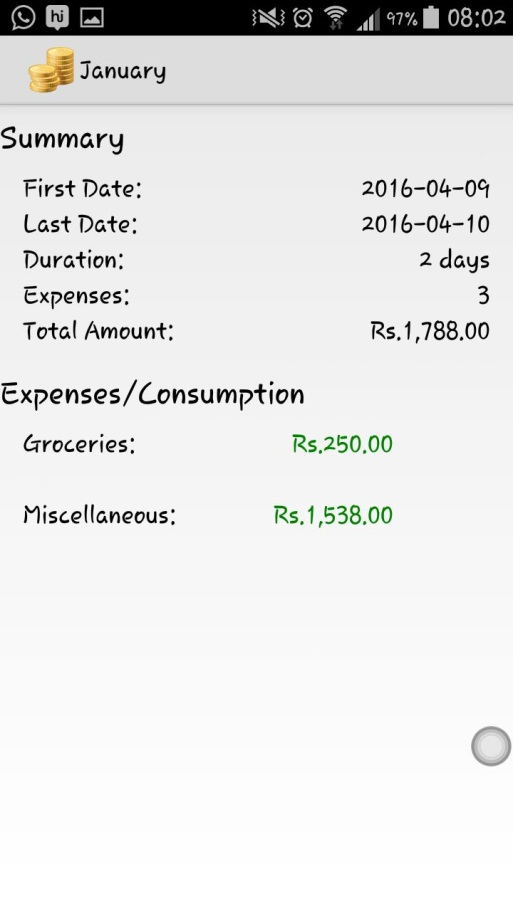 hi 97% 08:02
January
Summary
First Date: 2016-04-09
Last Date: 2016-04-10
Duration: 2 days
Expenses: 3
Total Amount: Rs.1,788.00
Expenses/Consumption
Groceries: Rs.250.00
Miscellaneous: Rs.1,538.00